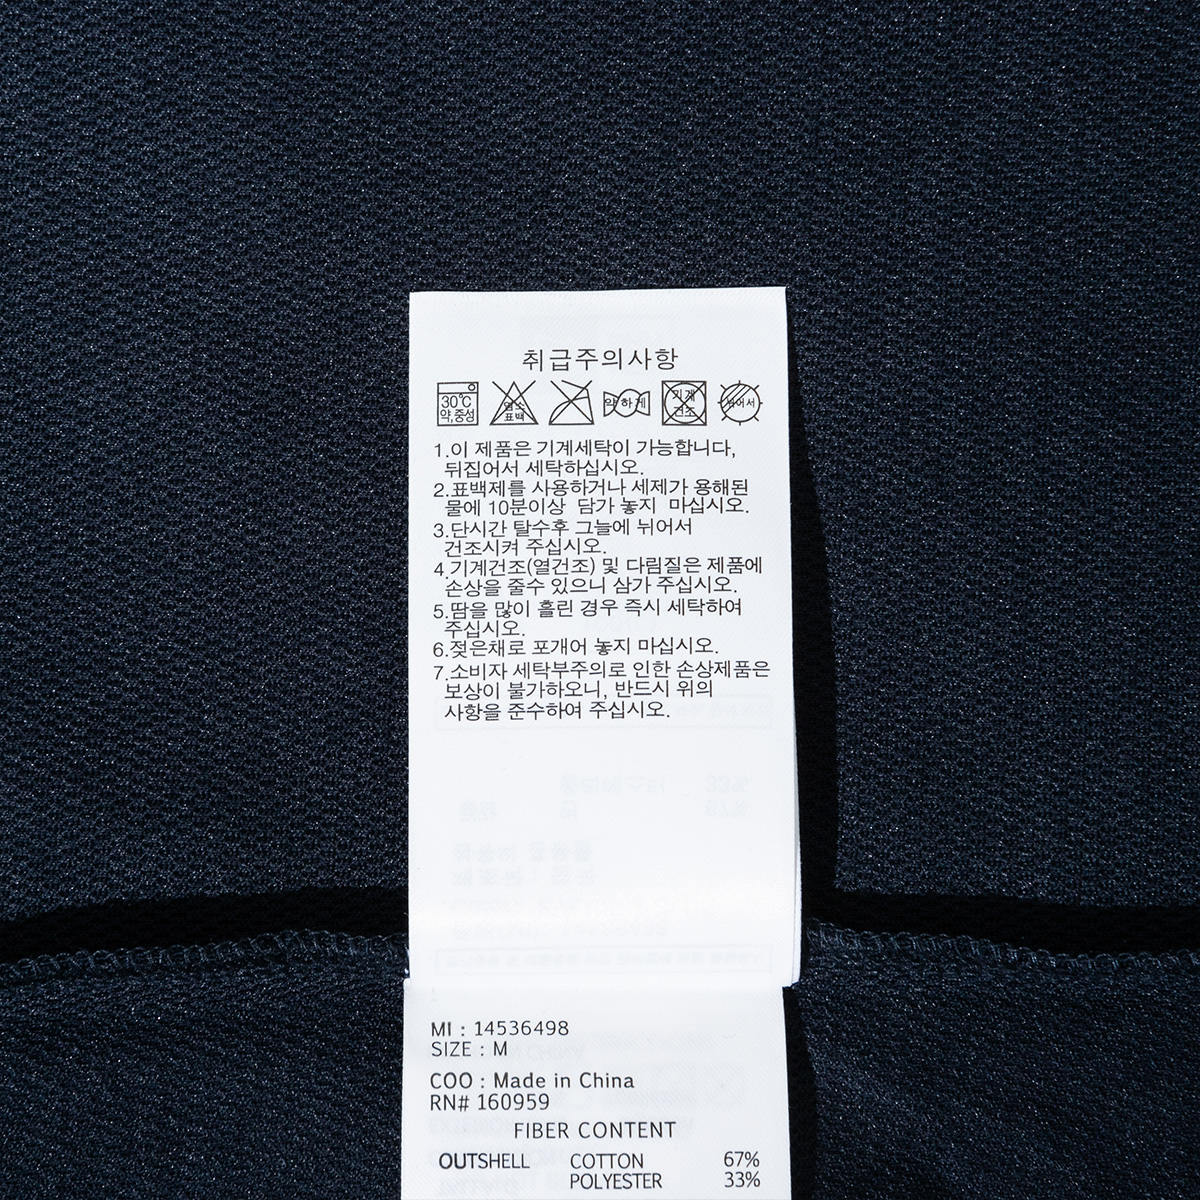 취급주의사항
30℃
약,중성
염소
표백
약하게
기계
건조
뉘어서
1.이 제품은 기계세탁이 가능합니다,
뒤집어서 세탁하십시오.
2.표백제를 사용하거나 세제가 용해된
물에 10분이상 담가 놓지 마십시오.
3.단시간 탈수후 그늘에 뉘어서
건조시켜 주십시오.
4.기계건조(열건조) 및 다림질은 제품에
손상을 줄수 있으니 삼가 주십시오.
5.땀을 많이 흘린 경우 즉시 세탁하여
주십시오.
6.젖은채로 포개어 놓지 마십시오.
7.소비자 세탁부주의로 인한 손상제품은
보상이 불가하오니, 반드시 위의
사항을 준수하여 주십시오.
MI : 14536498
SIZE : M
COO : Made in China
RN# 160959
FIBER CONTENT
OUTSHELL COTTON 67%
POLYESTER 33%